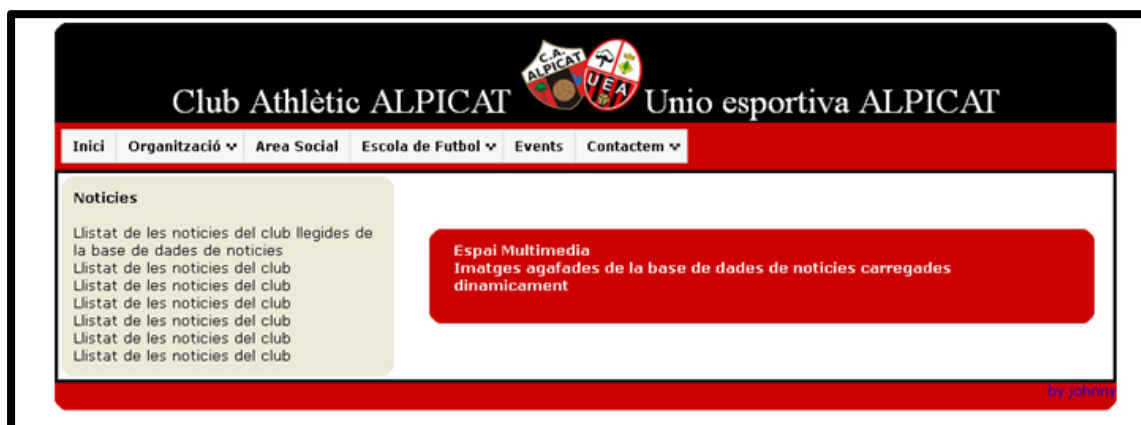 Club Athlètic ALPICAT
C.A.
ALPICAT
UEA
Unio esportiva ALPICAT
Inici Organització Area Social Escola de Futbol Events Contactem
Noticies
Llistat de les noticies del club llegides de
la base de dades de noticies
Llistat de les noticies del club
Llistat de les noticies del club
Llistat de les noticies del club
Llistat de les noticies del club
Llistat de les noticies del club
Llistat de les noticies del club
Espai Multimedia
Imatges agafades de la base de dades de noticies carregades
dinamicament
by johnny